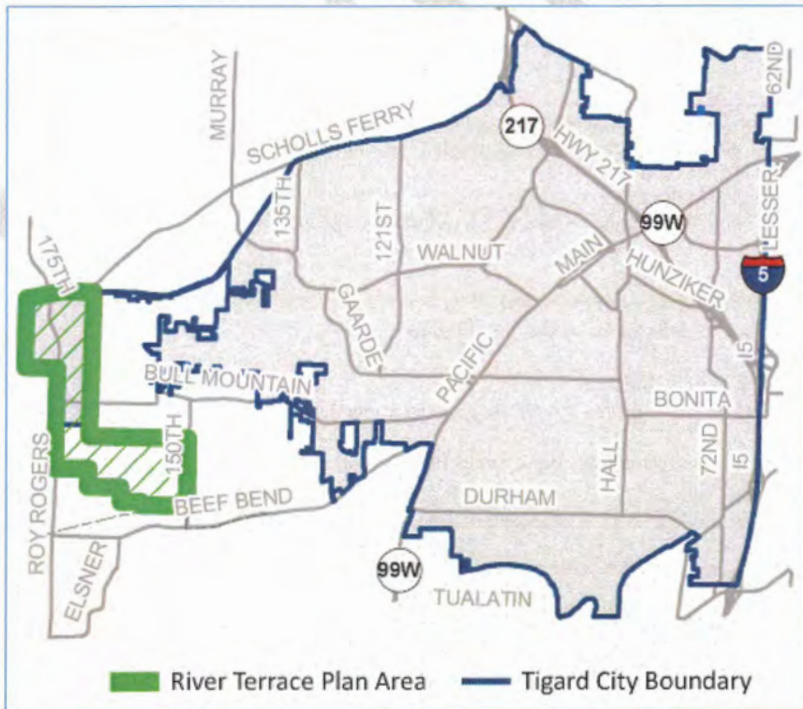 MURRAY
SCHOLLS FERRY
217
HWY 217
62ND
LESSER
175TH
135TH
121ST
WALNUT
MAIN
99W
HUNZIKER
5
GAARDE
I5
BULL MOUNTAIN
PACIFIC
BONITA
ROY ROGERS
150TH
HALL
72ND
I5
BEEF BEND
DURHAM
ELSNER
99W
TUALATIN
River Terrace Plan Area
Tigard City Boundary